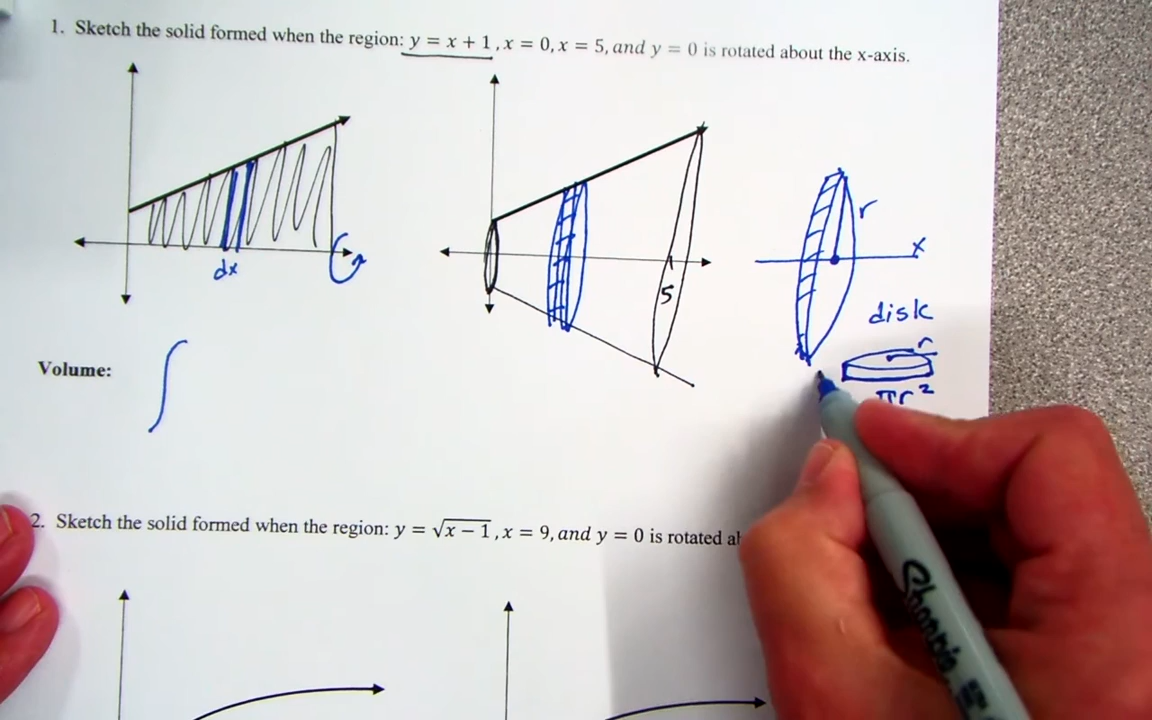 1. Sketch the solid formed when the region: y = x + 1 , x = 0, x = 5, and y = 0 is rotated about the x-axis.
dx
5
r
x
disk
r
πr²
Volume: ∫
2. Sketch the solid formed when the region: y = √x − 1 , x = 9, and y = 0 is rotated
Sharpie